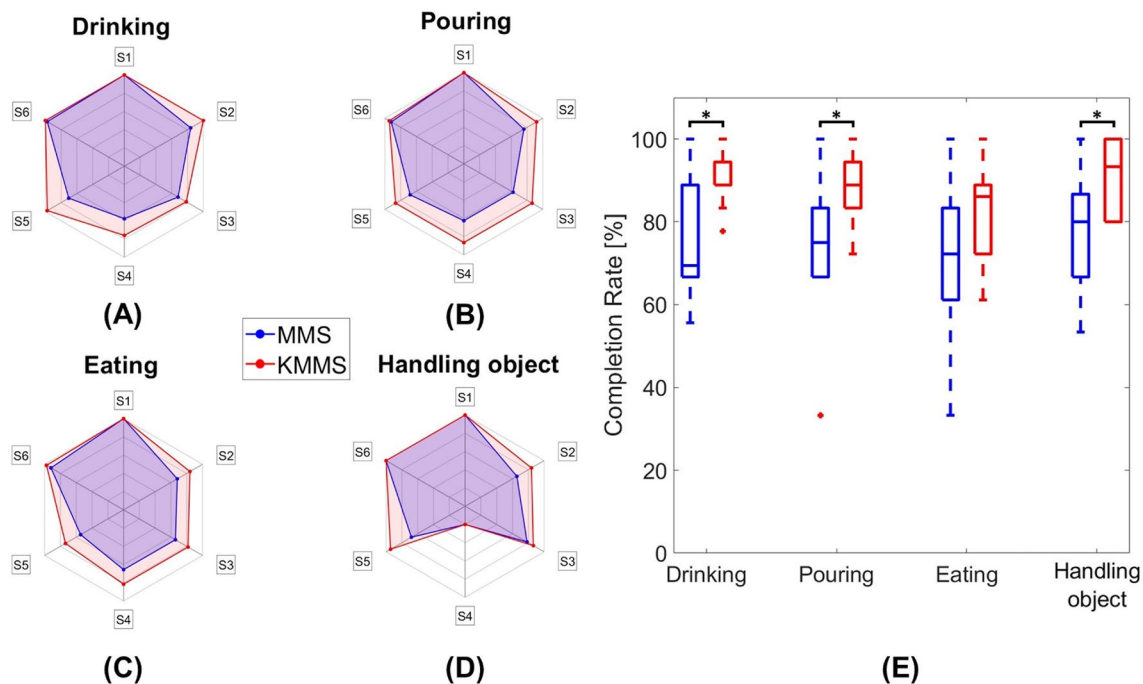 Drinking
S1
S2
S3
S4
S5
S6
(A)
Pouring
S1
S2
S3
S4
S5
S6
(B)
MMS
KMMS
Eating
S1
S2
S3
S4
S5
S6
(C)
Handling object
S1
S2
S3
S4
S5
S6
(D)
Completion Rate [%]
100
80
60
40
20
0
*
*
*
Drinking
Pouring
Eating
Handling
object
(E)